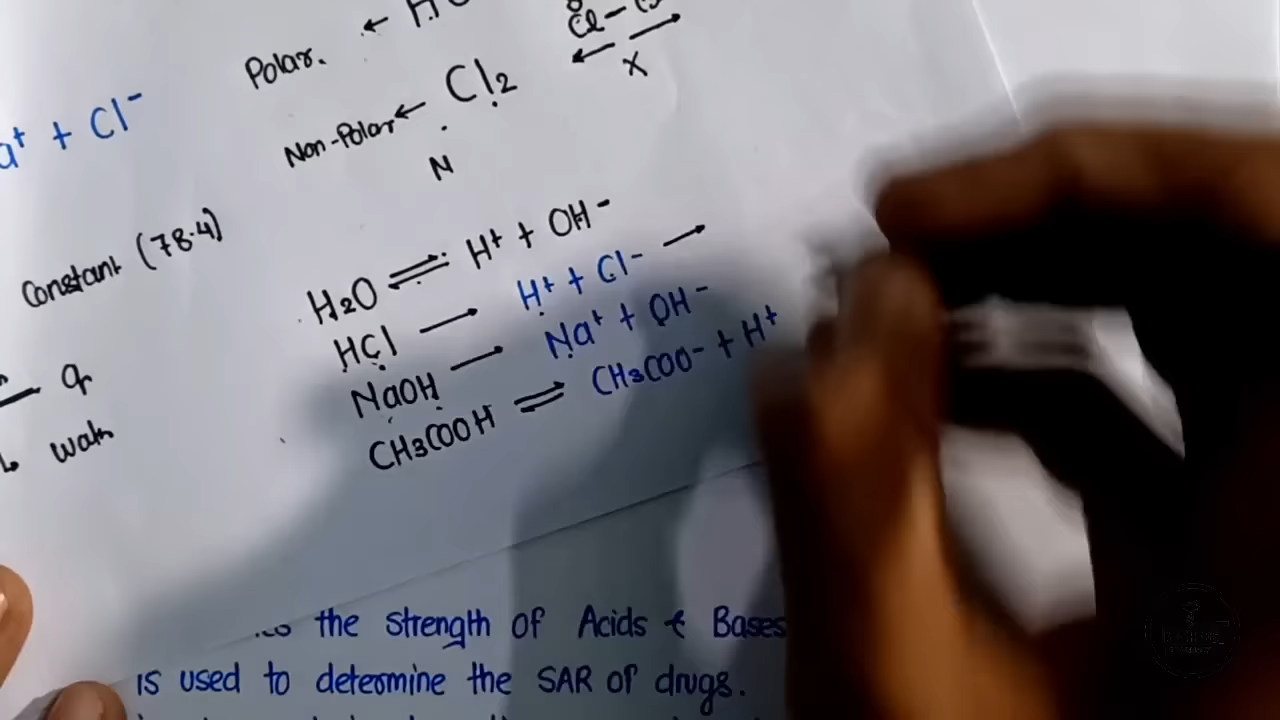 Polar.
Cl₂
Non-Polar ←
N
X
+ Cl⁻
Constant (78.4)
H₂O ⇌ H⁺ + OH⁻
HCl → H⁺ + Cl⁻ →
NaOH → Na⁺ + OH⁻
CH₃COOH ⇌ CH₃COO⁻ + H⁺
the strength of Acids & Bases
is used to determine the SAR of drugs.